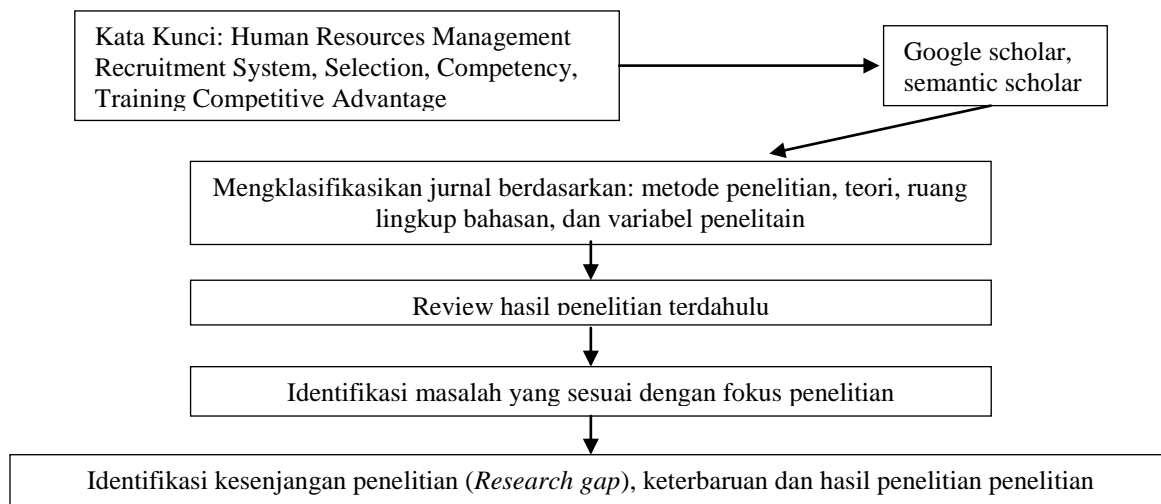 Kata Kunci: Human Resources Management
Recruitment System, Selection, Competency,
Training Competitive Advantage
Google scholar,
semantic scholar
Mengklasifikasikan jurnal berdasarkan: metode penelitian, teori, ruang
lingkup bahasan, dan variabel penelitain
Review hasil penelitian terdahulu
Identifikasi masalah yang sesuai dengan fokus penelitian
Identifikasi kesenjangan penelitian (Research gap), keterbaruan dan hasil penelitian penelitian